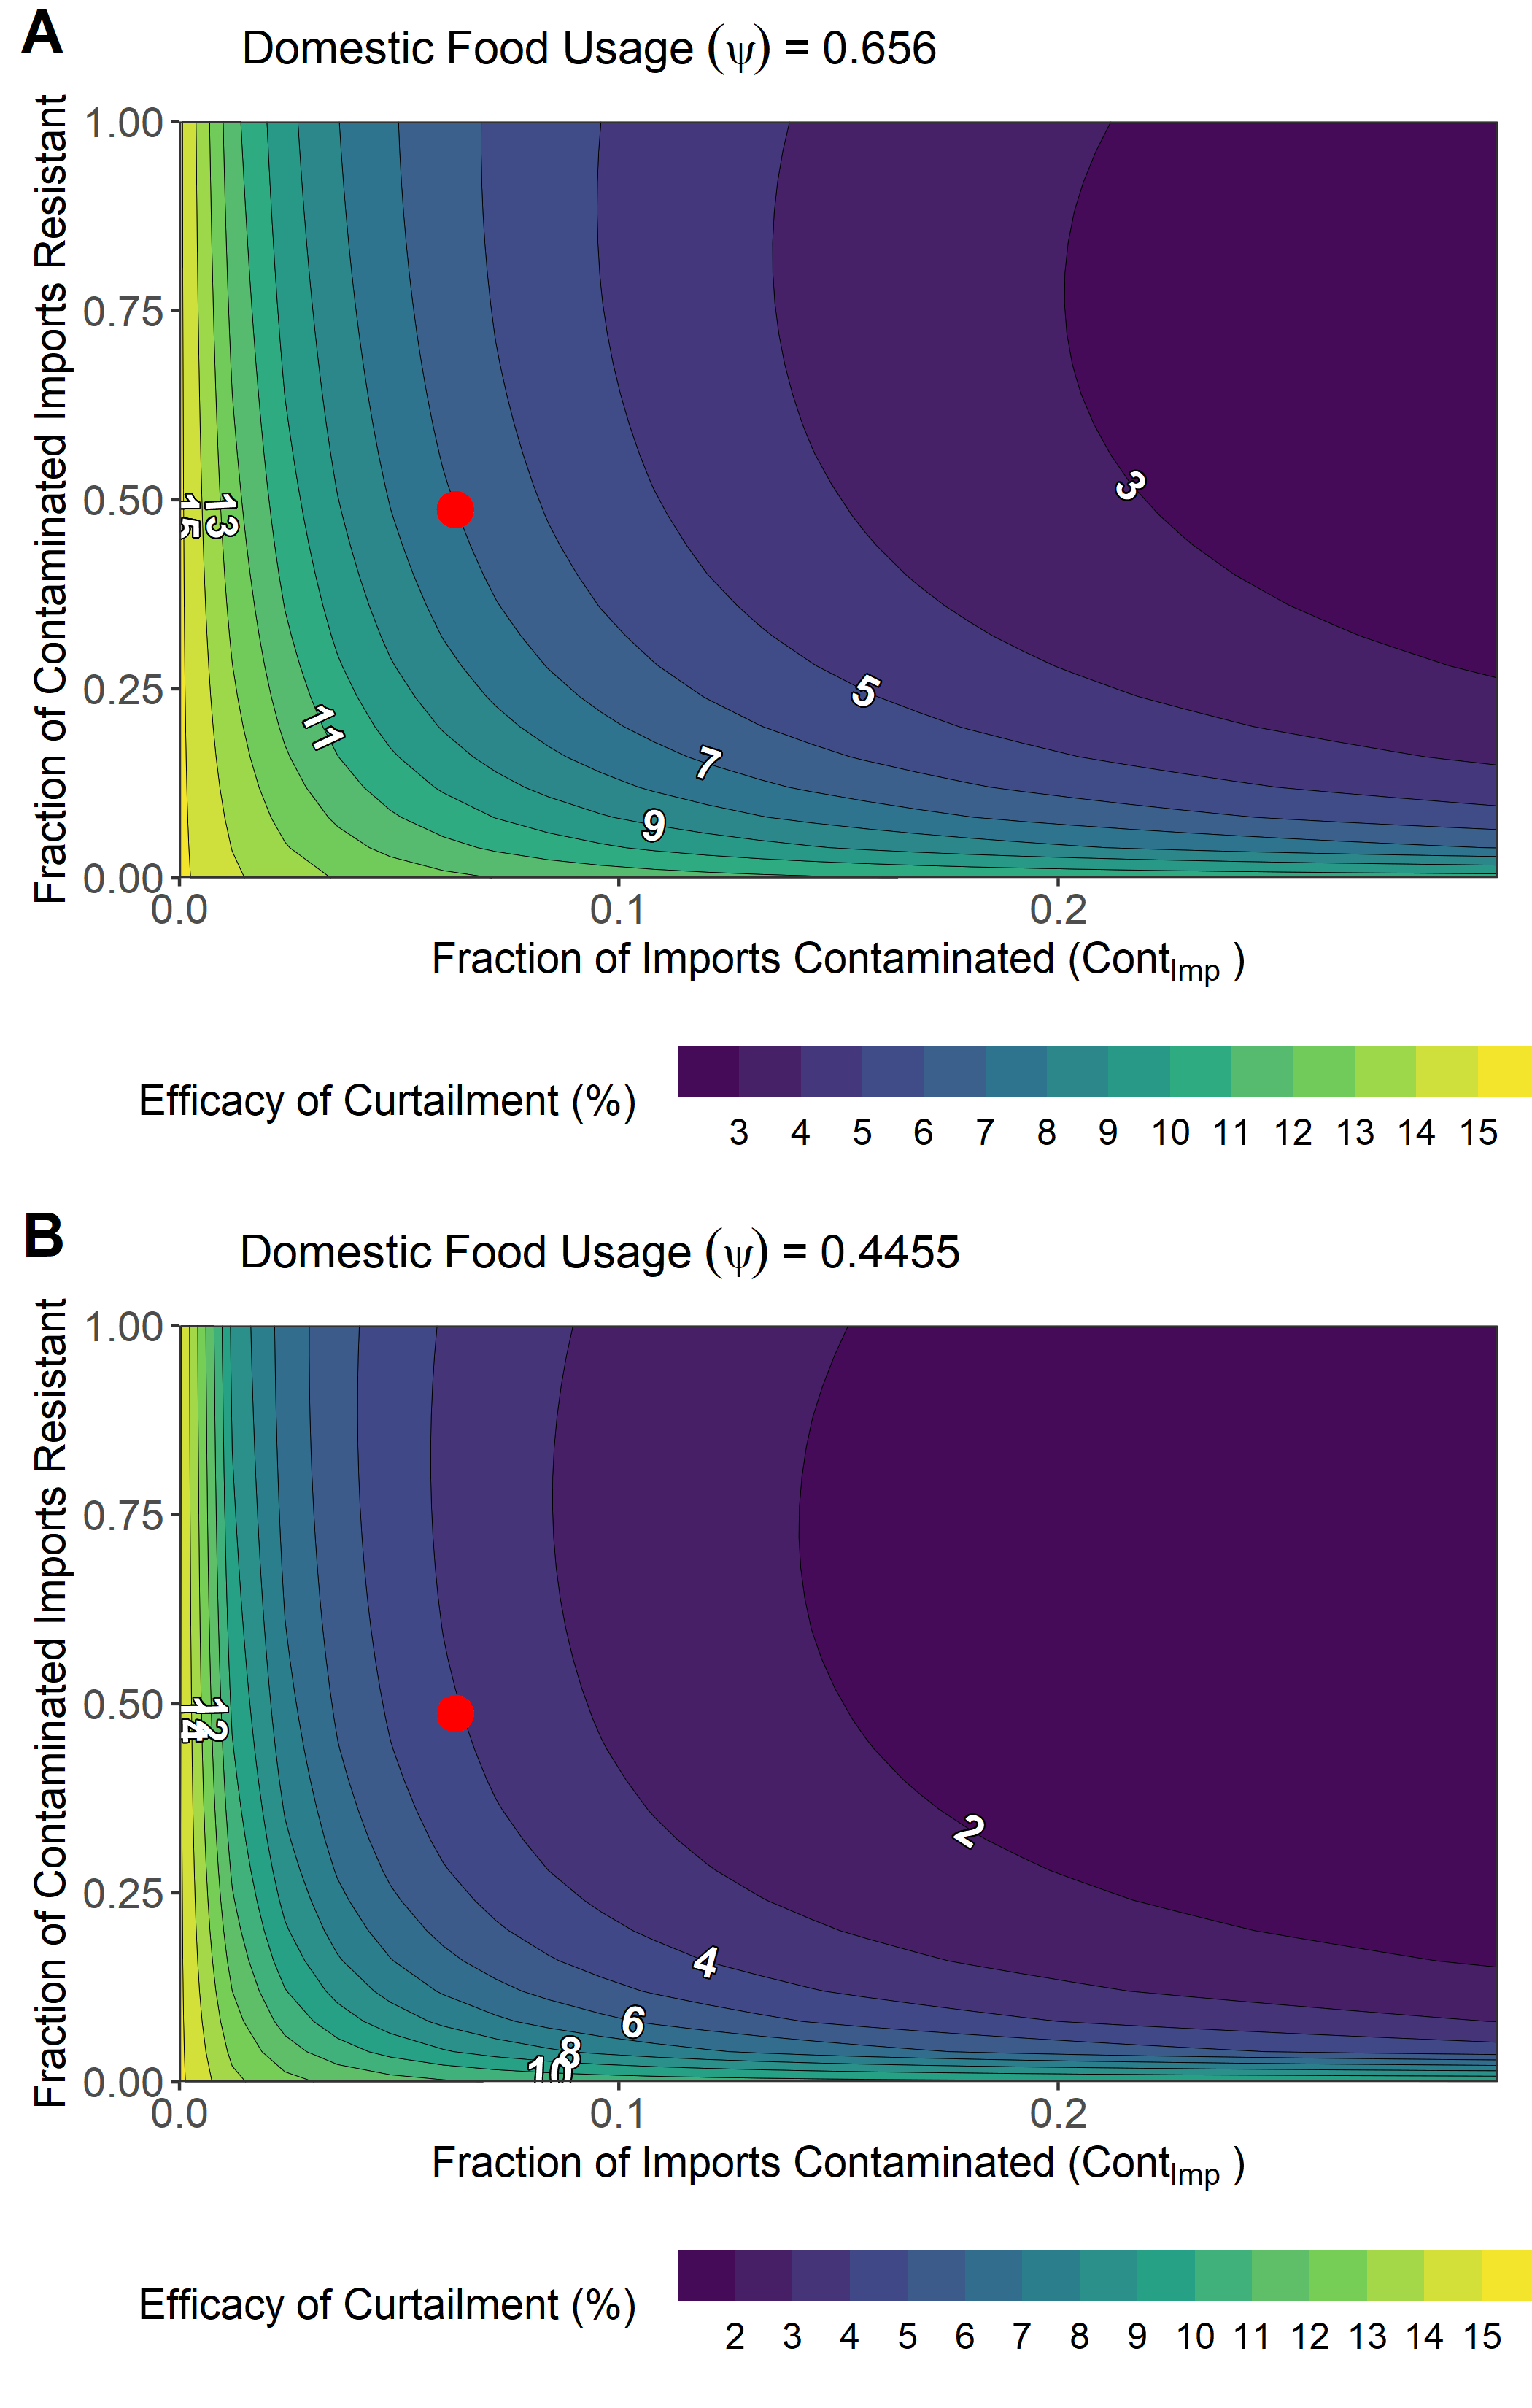 A
Domestic Food Usage (ψ) = 0.656
Fraction of Contaminated Imports Resistant
1.00
0.75
0.50
0.25
0.00
15
13
11
9
7
5
3
0.0 0.1 0.2
Fraction of Imports Contaminated (Cont_Imp )
Efficacy of Curtailment (%)
3 4 5 6 7 8 9 10 11 12 13 14 15
B
Domestic Food Usage (ψ) = 0.4455
Fraction of Contaminated Imports Resistant
1.00
0.75
0.50
0.25
0.00
14
12
10
8
6
4
2
0.0 0.1 0.2
Fraction of Imports Contaminated (Cont_Imp )
Efficacy of Curtailment (%)
2 3 4 5 6 7 8 9 10 11 12 13 14 15